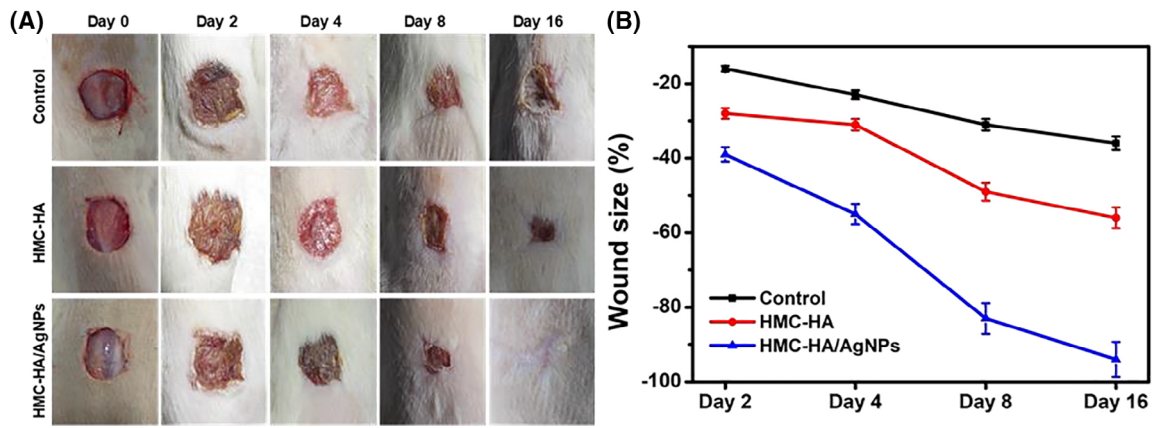 (A)
Day 0 Day 2 Day 4 Day 8 Day 16
Control
HMC-HA
HMC-HA/AgNPs
(B)
Wound size (%)
-20
-40
-60
-80
-100
Control
HMC-HA
HMC-HA/AgNPs
Day 2 Day 4 Day 8 Day 16